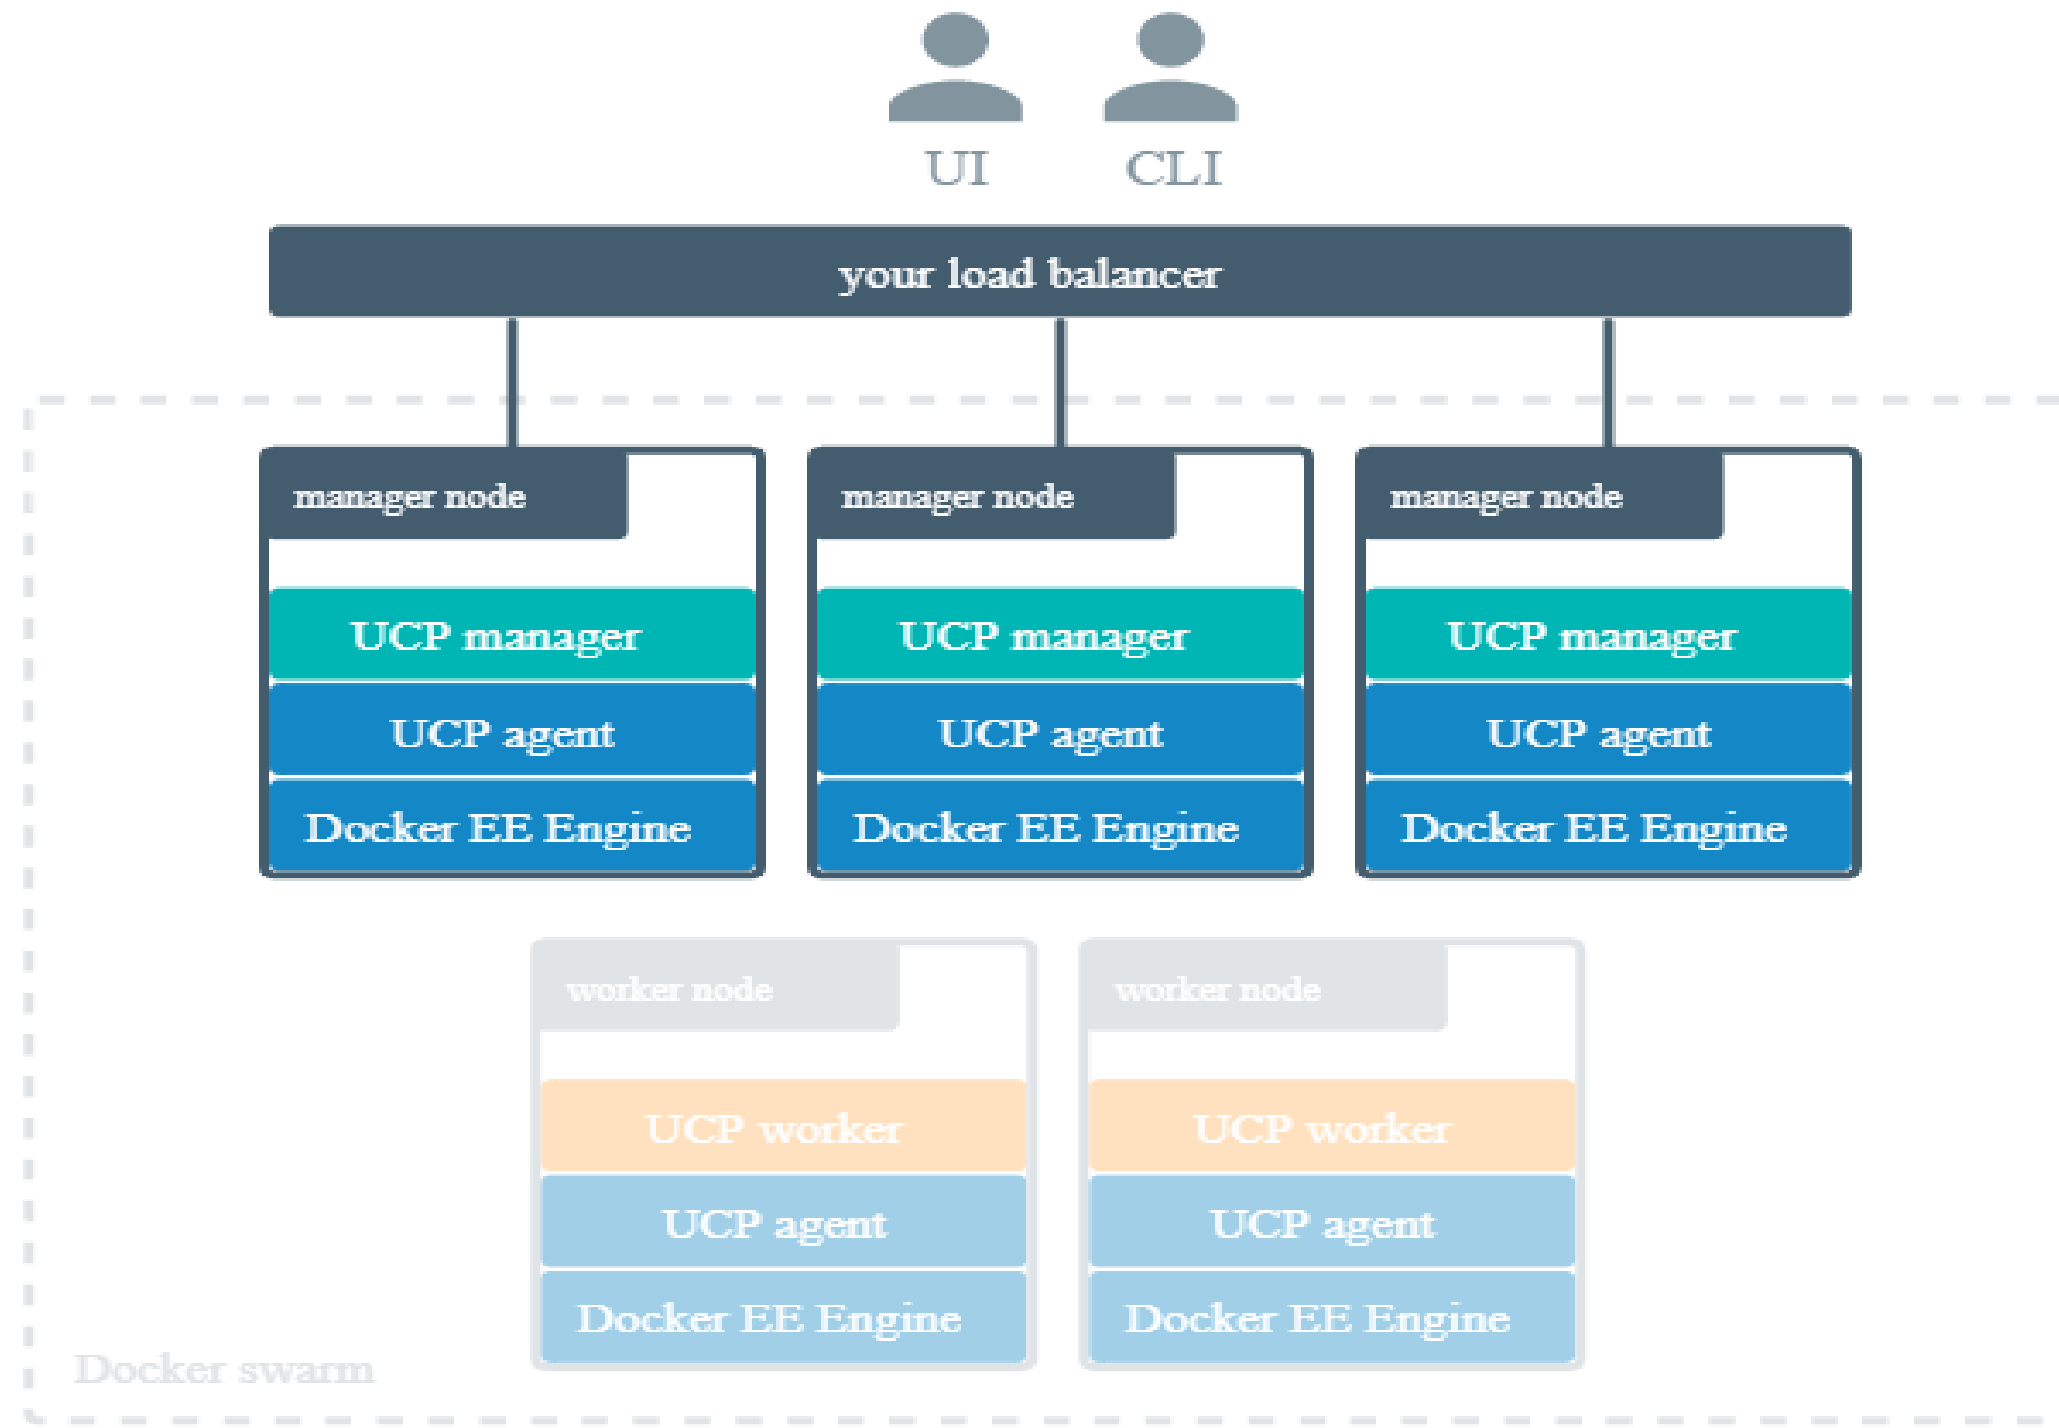 UI CLI
your load balancer
manager node manager node manager node
UCP manager UCP manager UCP manager
UCP agent UCP agent UCP agent
Docker EE Engine Docker EE Engine Docker EE Engine
worker node worker node
UCP worker UCP worker
UCP agent UCP agent
Docker EE Engine Docker EE Engine
Docker swarm